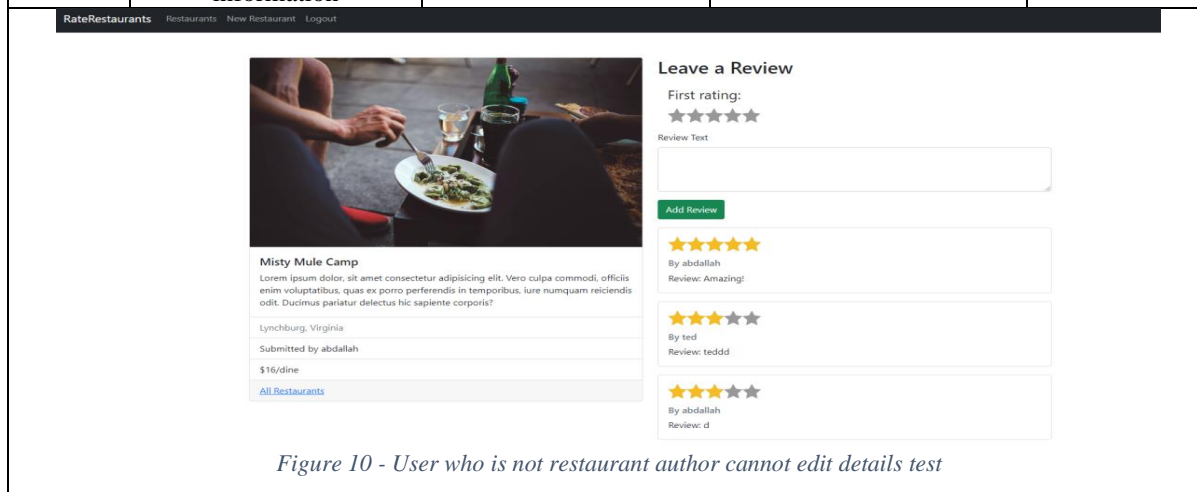 information
RateRestaurants Restaurants New Restaurant Logout
Leave a Review
First rating:
Review Text
Add Review
By abdallah
Review: Amazing!
By ted
Review: teddd
By abdallah
Review: d
Misty Mule Camp
Lorem ipsum dolor, sit amet consectetur adipisicing elit. Vero culpa commodi, officiis
enim voluptatibus, quas ex porro perferendis in temporibus, iure numquam reiciendis
odit. Ducimus pariatur delectus hic sapiente corporis?
Lynchburg, Virginia
Submitted by abdallah
$16/dine
All Restaurants
Figure 10 - User who is not restaurant author cannot edit details test